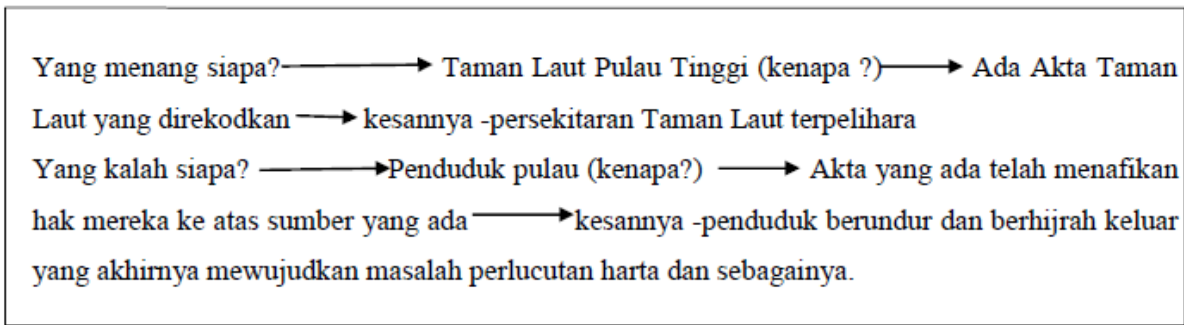 Yang menang siapa?⟶ Taman Laut Pulau Tinggi (kenapa ?)⟶ Ada Akta Taman
Laut yang direkodkan ⟶ kesannya -persekitaran Taman Laut terpelihara
Yang kalah siapa? ⟶Penduduk pulau (kenapa?) ⟶ Akta yang ada telah menafikan
hak mereka ke atas sumber yang ada⟶kesannya -penduduk berundur dan berhijrah keluar
yang akhirnya mewujudkan masalah perlucutan harta dan sebagainya.